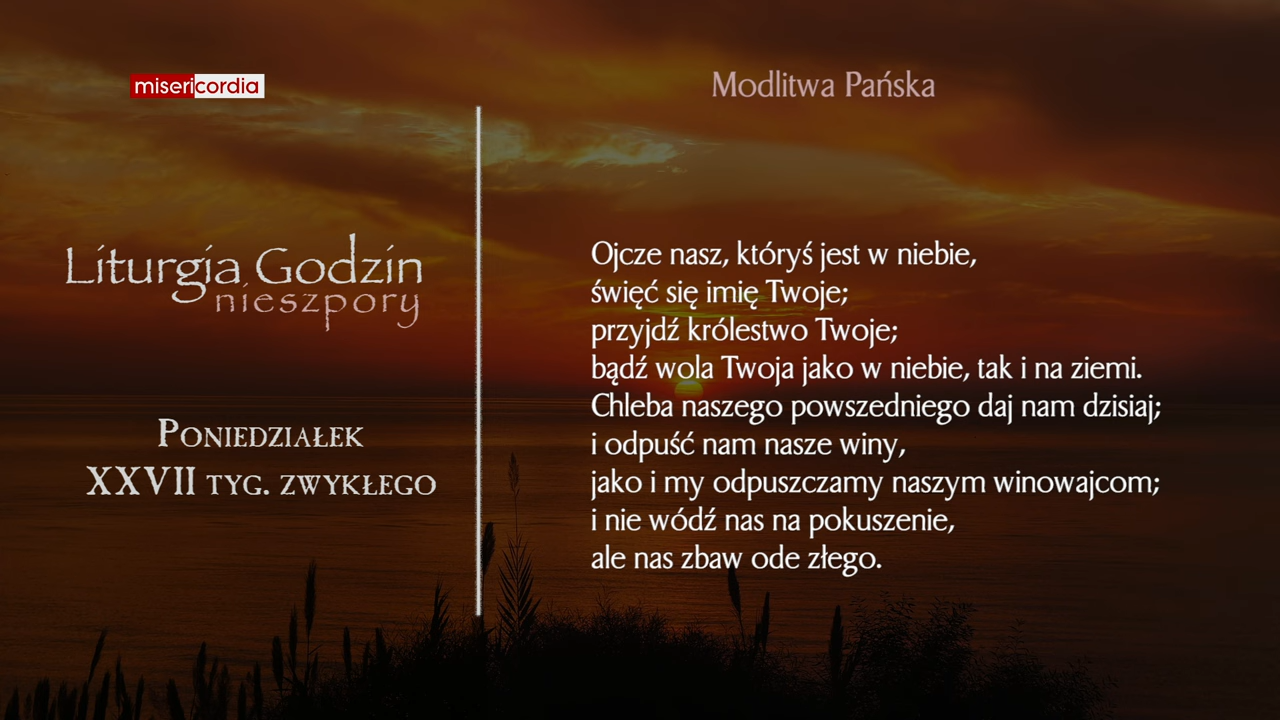 misericordia
Liturgia Godzin
nieszpory
Poniedziałek
XXVII tyg. zwykłego
Modlitwa Pańska
Ojcze nasz, któryś jest w niebie,
święć się imię Twoje;
przyjdź królestwo Twoje;
bądź wola Twoja jako w niebie, tak i na ziemi.
Chleba naszego powszedniego daj nam dzisiaj;
i odpuść nam nasze winy,
jako i my odpuszczamy naszym winowajcom;
i nie wódź nas na pokuszenie,
ale nas zbaw ode złego.